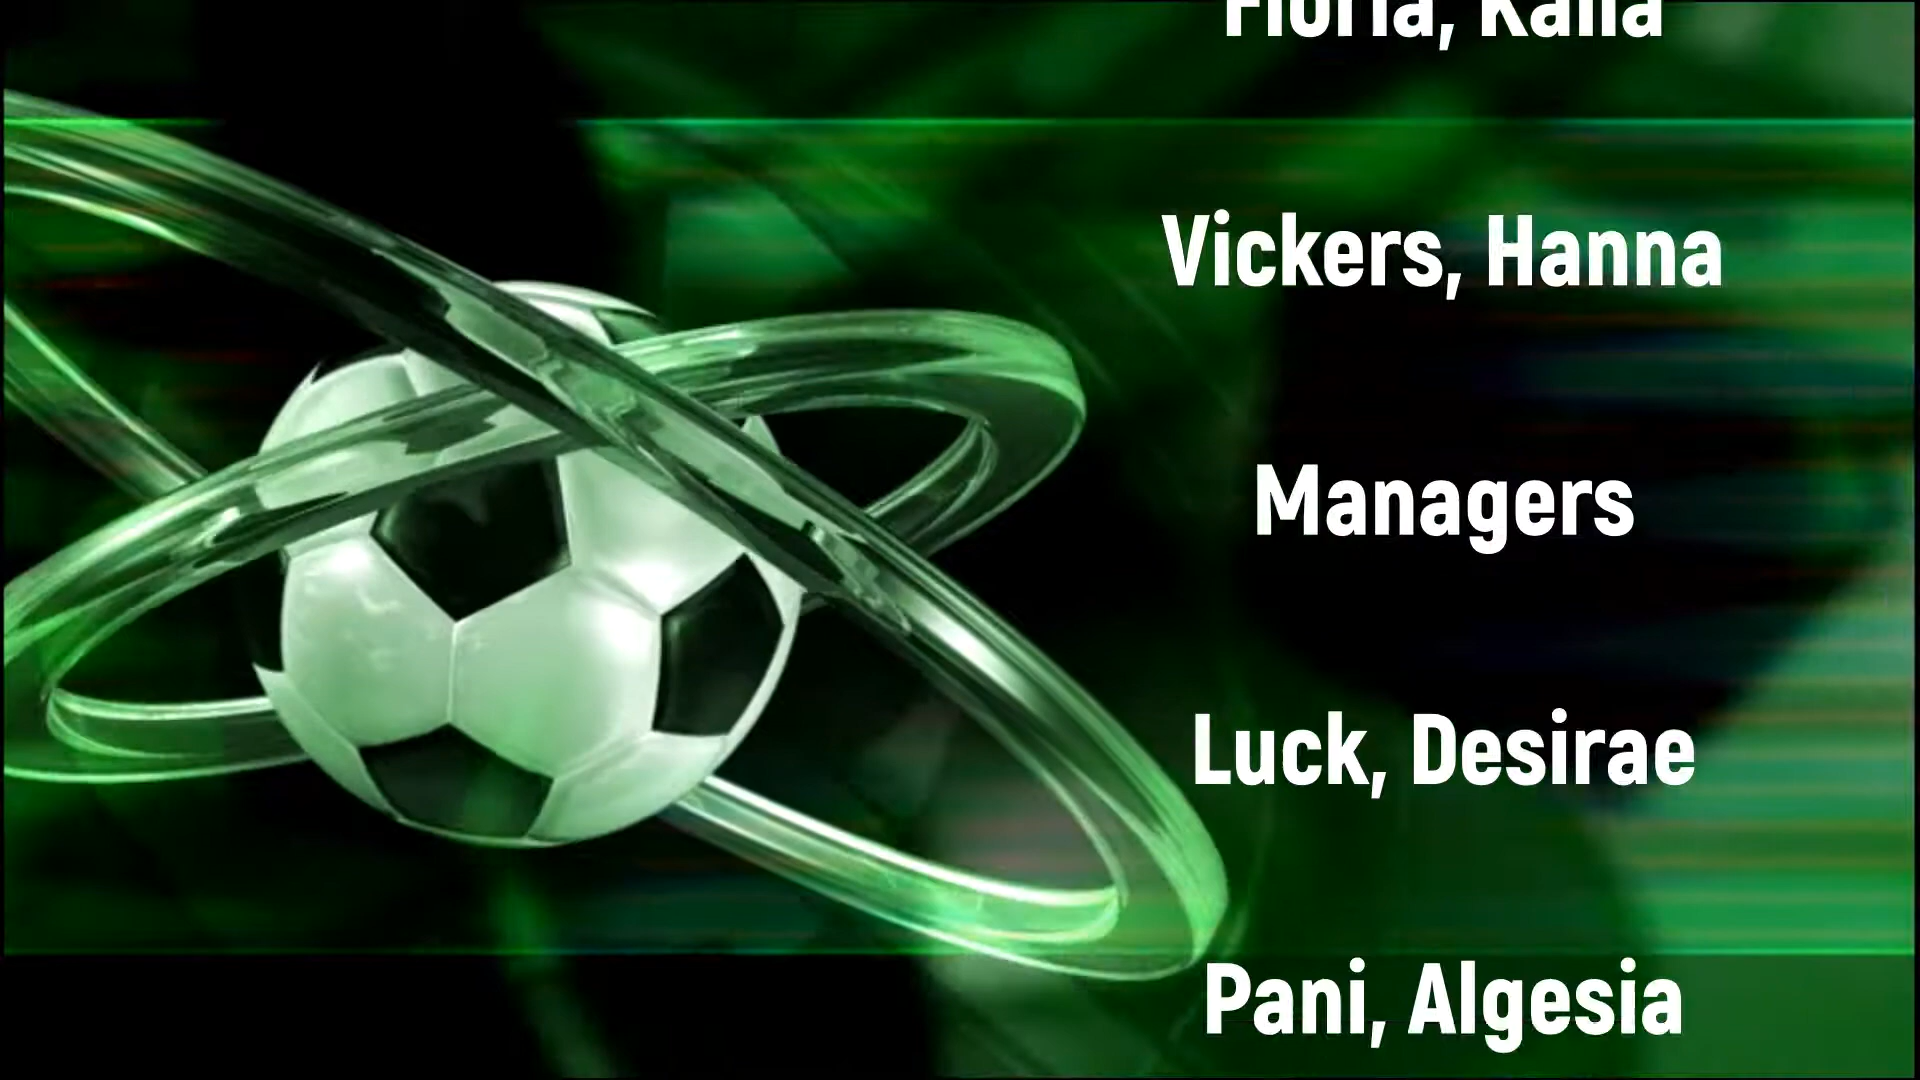 Vickers, Hanna
Managers
Luck, Desirae
Pani, Algesia